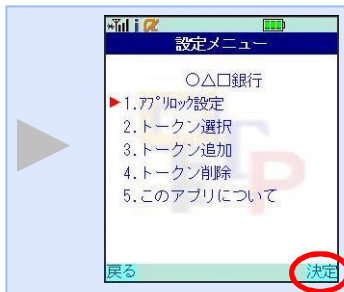 設定メニュー
○△□銀行
1.ｱﾌﾟﾘﾛｯｸ設定
2.トークン選択
3.トークン追加
4.トークン削除
5.このアプリについて
戻る 決定